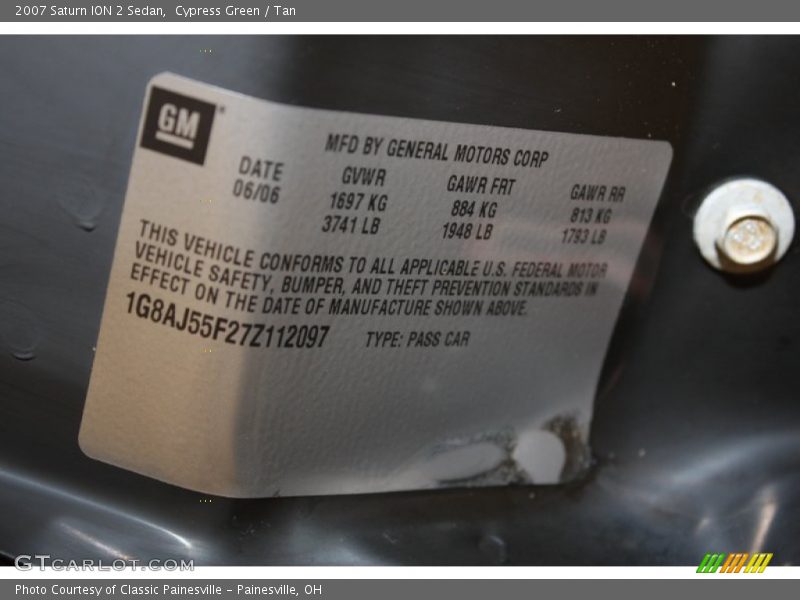 2007 Saturn ION 2 Sedan,  Cypress Green / Tan
GM
MFD BY GENERAL MOTORS CORP
DATE GVWR GAWR FRT GAWR RR
06/06 1697 KG 884 KG 813 KG
3741 LB 1948 LB 1793 LB
THIS VEHICLE CONFORMS TO ALL APPLICABLE U.S. FEDERAL MOTOR
VEHICLE SAFETY, BUMPER, AND THEFT PREVENTION STANDARDS IN
EFFECT ON THE DATE OF MANUFACTURE SHOWN ABOVE.
1G8AJ55F27Z112097 TYPE: PASS CAR
GTCARLOT.COM
Photo Courtesy of Classic Painesville – Painesville, OH